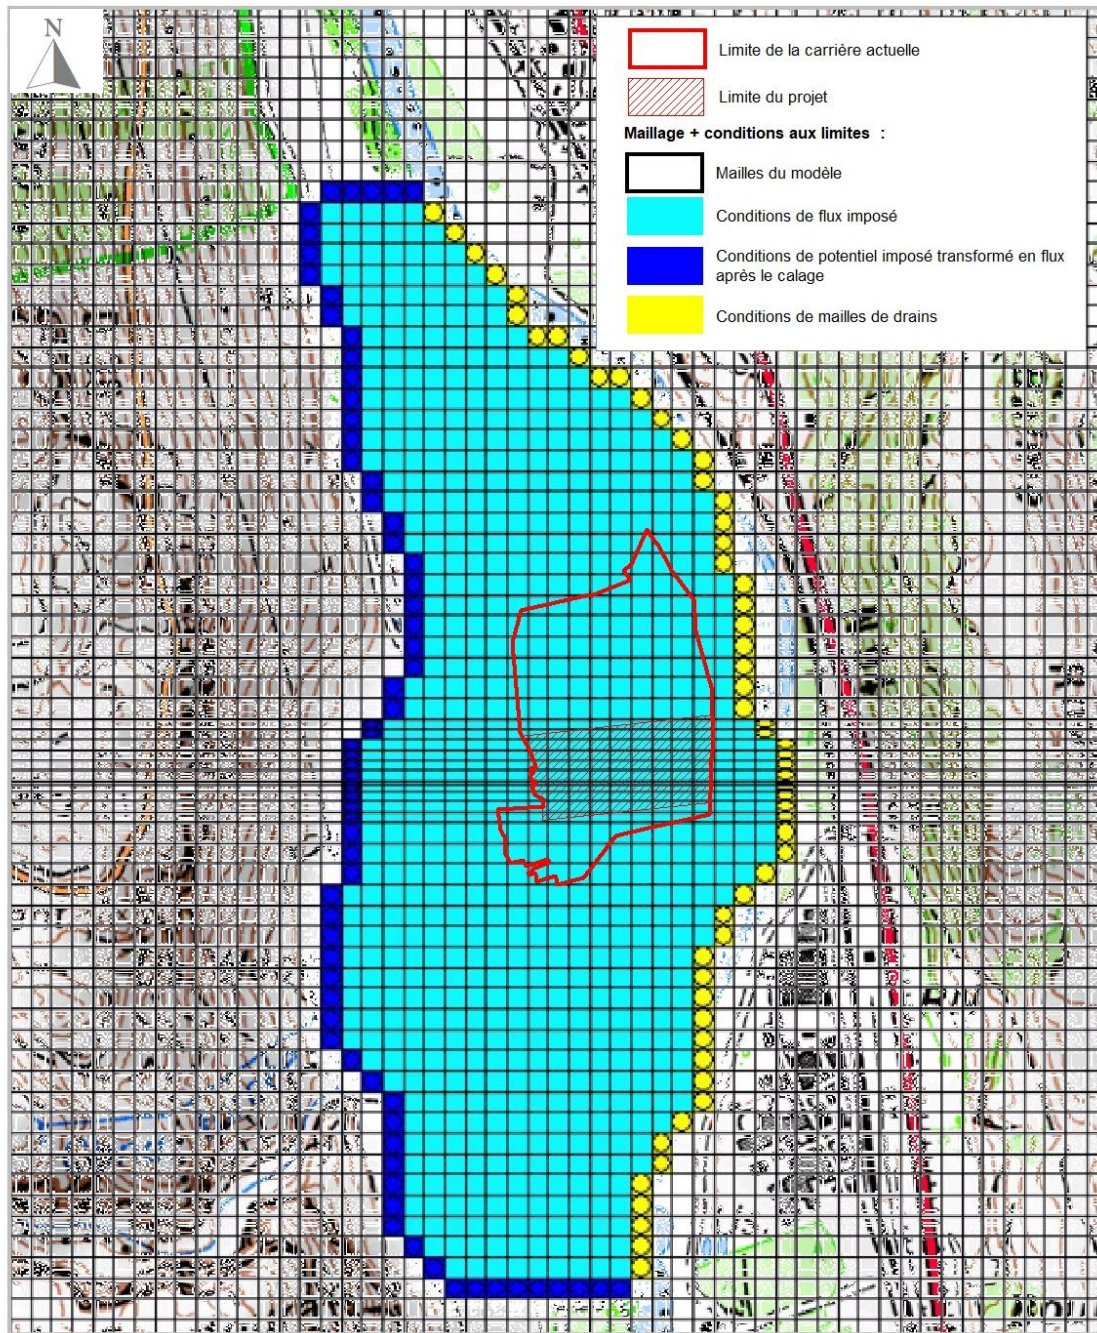 N
Limite de la carrière actuelle
Limite du projet
Maillage + conditions aux limites :
Mailles du modèle
Conditions de flux imposé
Conditions de potentiel imposé transformé en flux
après le calage
Conditions de mailles de drains